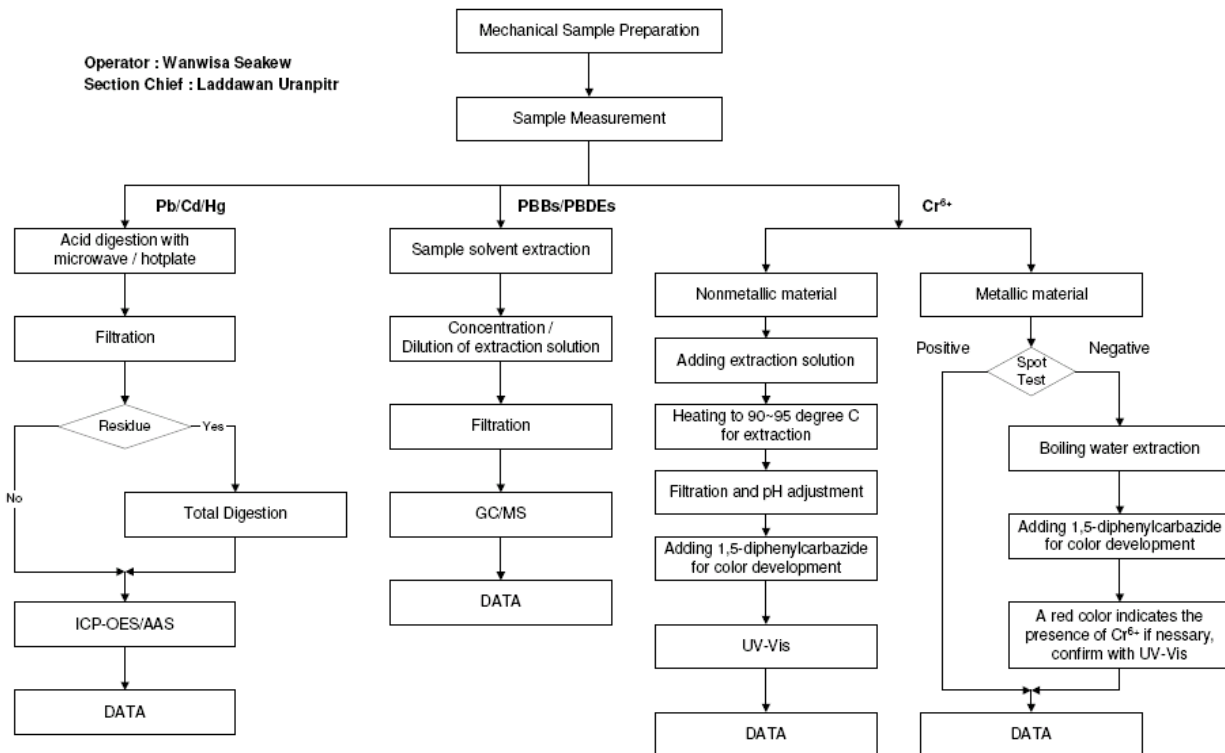 Mechanical Sample Preparation
Operator : Wanwisa Seakew
Section Chief : Laddawan Uranpitr
Sample Measurement
Pb/Cd/Hg
PBBs/PBDEs
Cr⁶⁺
Acid digestion with
microwave / hotplate
Filtration
Residue
Yes
No
Total Digestion
ICP-OES/AAS
DATA
Sample solvent extraction
Concentration /
Dilution of extraction solution
Filtration
GC/MS
DATA
Nonmetallic material
Adding extraction solution
Heating to 90~95 degree C
for extraction
Filtration and pH adjustment
Adding 1,5-diphenylcarbazide
for color development
UV-Vis
DATA
Metallic material
Positive
Negative
Spot
Test
Boiling water extraction
Adding 1,5-diphenylcarbazide
for color development
A red color indicates the
presence of Cr⁶⁺ if nessary,
confirm with UV-Vis
DATA